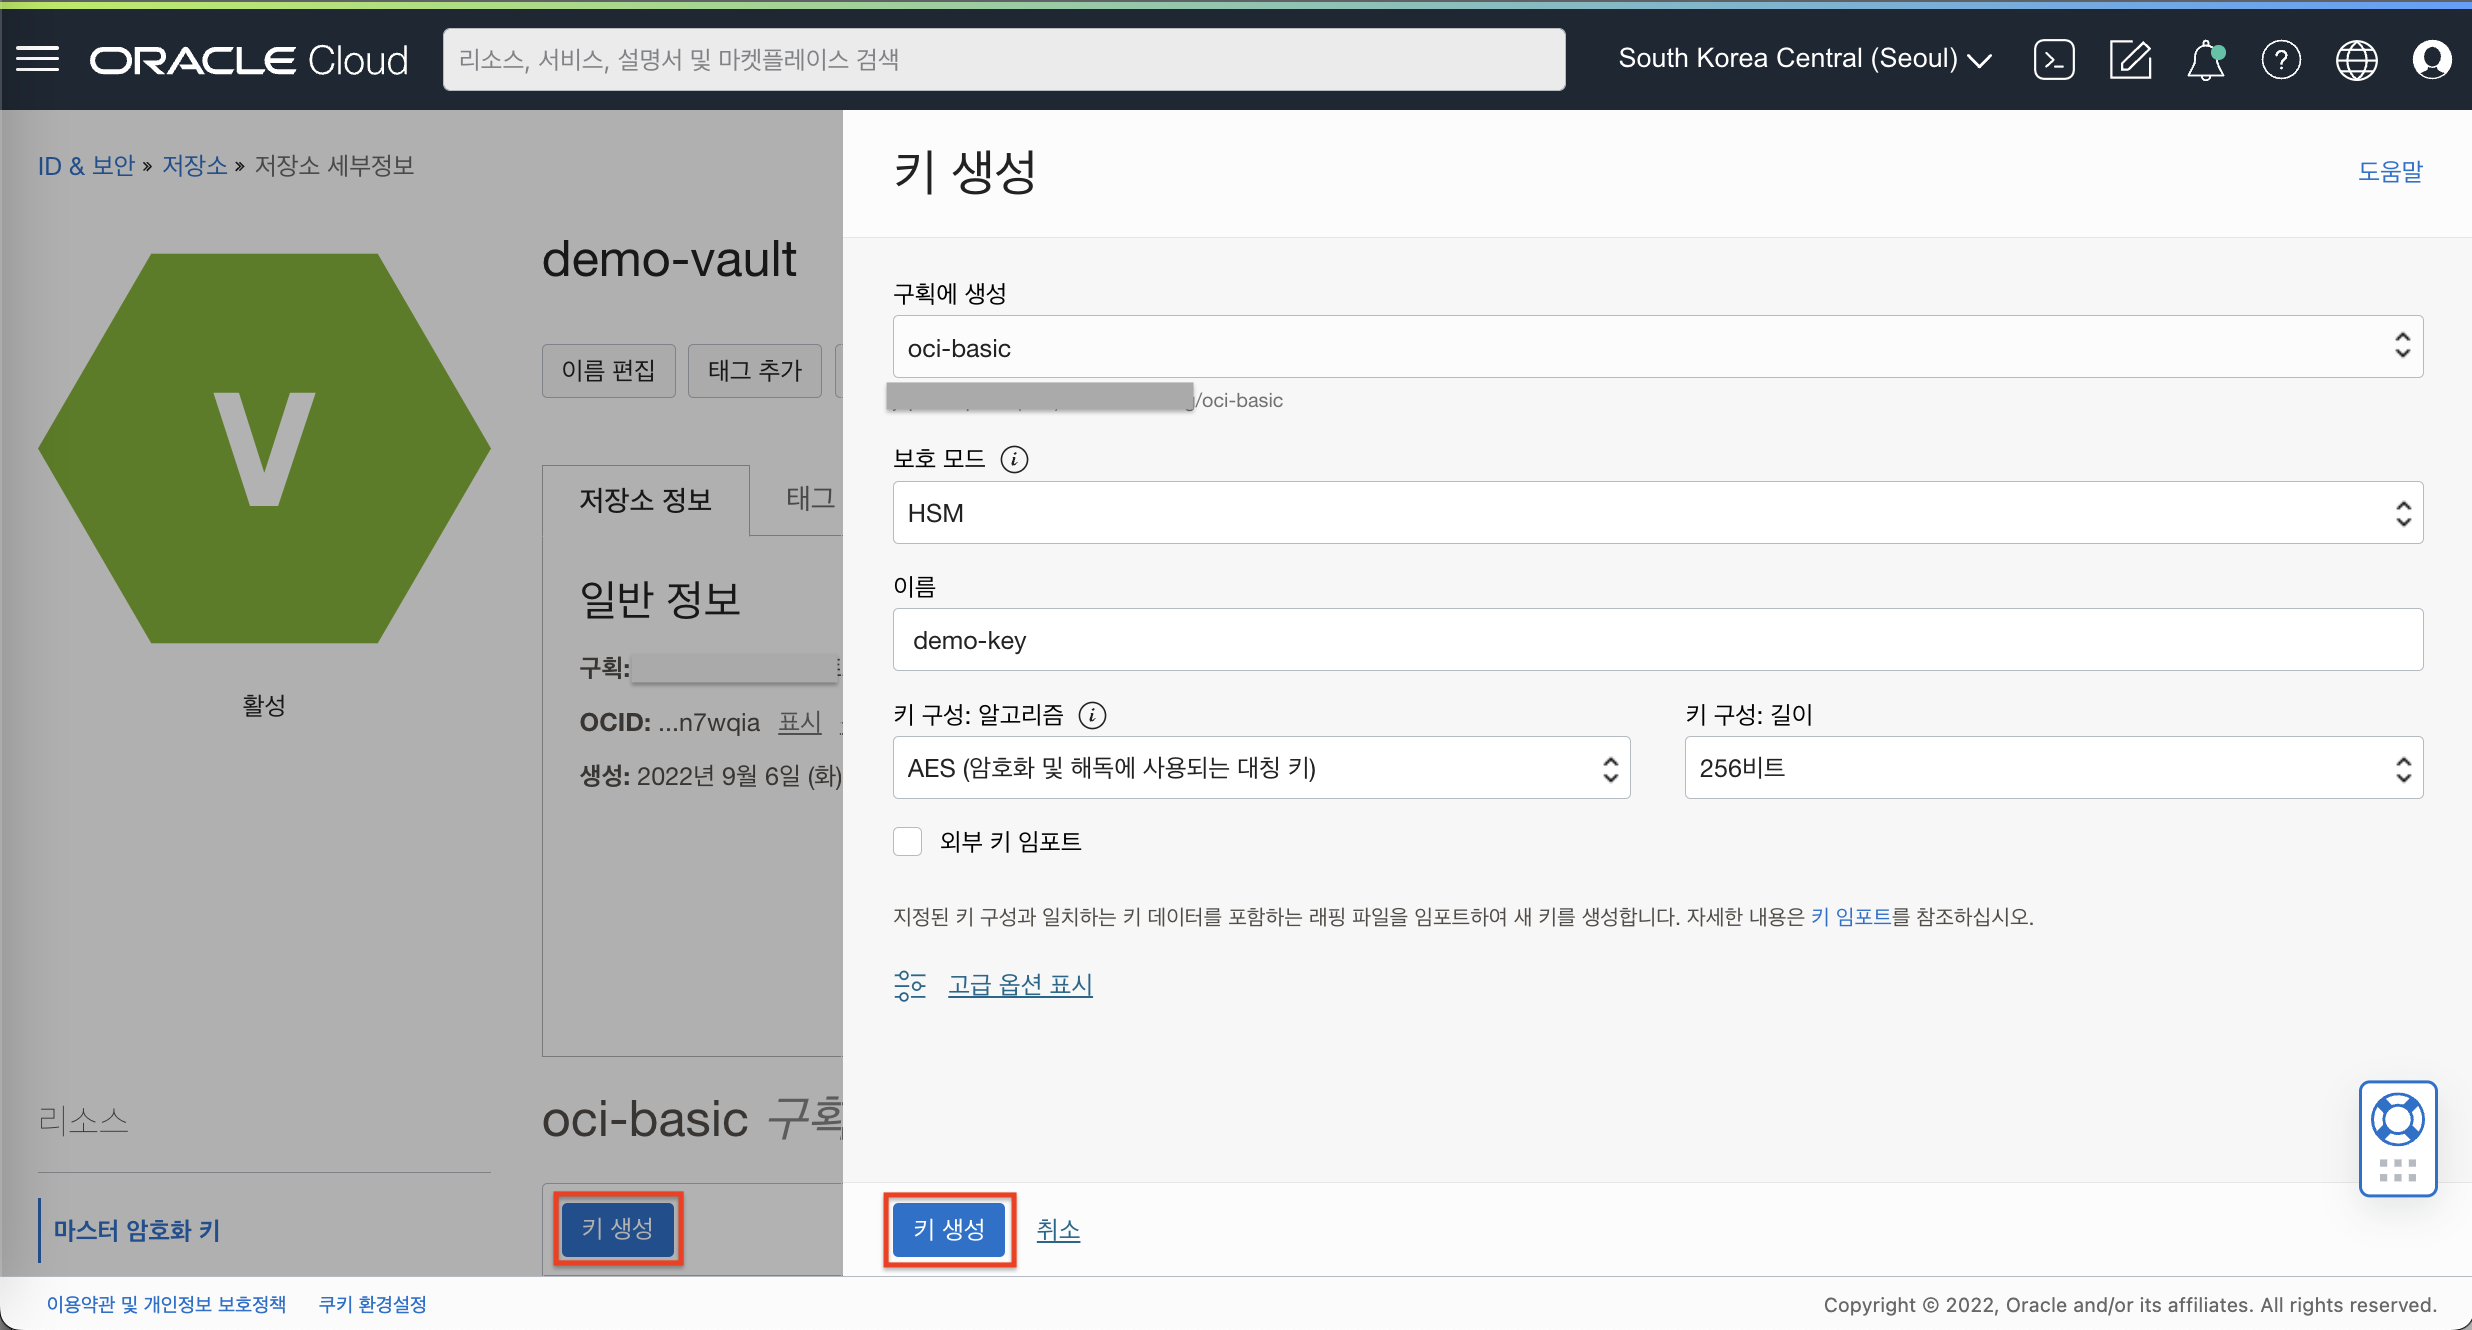 ORACLE Cloud
리소스, 서비스, 설명서 및 마켓플레이스 검색
South Korea Central (Seoul)
ID & 보안 » 저장소 » 저장소 세부정보
V
활성
demo-vault
이름 편집
태그 추가
저장소 정보
태그
일반 정보
구획:
OCID: ...n7wqia 표시
생성: 2022년 9월 6일 (화)
리소스
마스터 암호화 키
oci-basic 구획
키 생성
키 생성
도움말
구획에 생성
oci-basic
/oci-basic
보호 모드
HSM
이름
demo-key
키 구성: 알고리즘
AES (암호화 및 해독에 사용되는 대칭 키)
키 구성: 길이
256비트
외부 키 임포트
지정된 키 구성과 일치하는 키 데이터를 포함하는 래핑 파일을 임포트하여 새 키를 생성합니다. 자세한 내용은 키 임포트를 참조하십시오.
고급 옵션 표시
키 생성
취소
이용약관 및 개인정보 보호정책
쿠키 환경설정
Copyright © 2022, Oracle and/or its affiliates. All rights reserved.